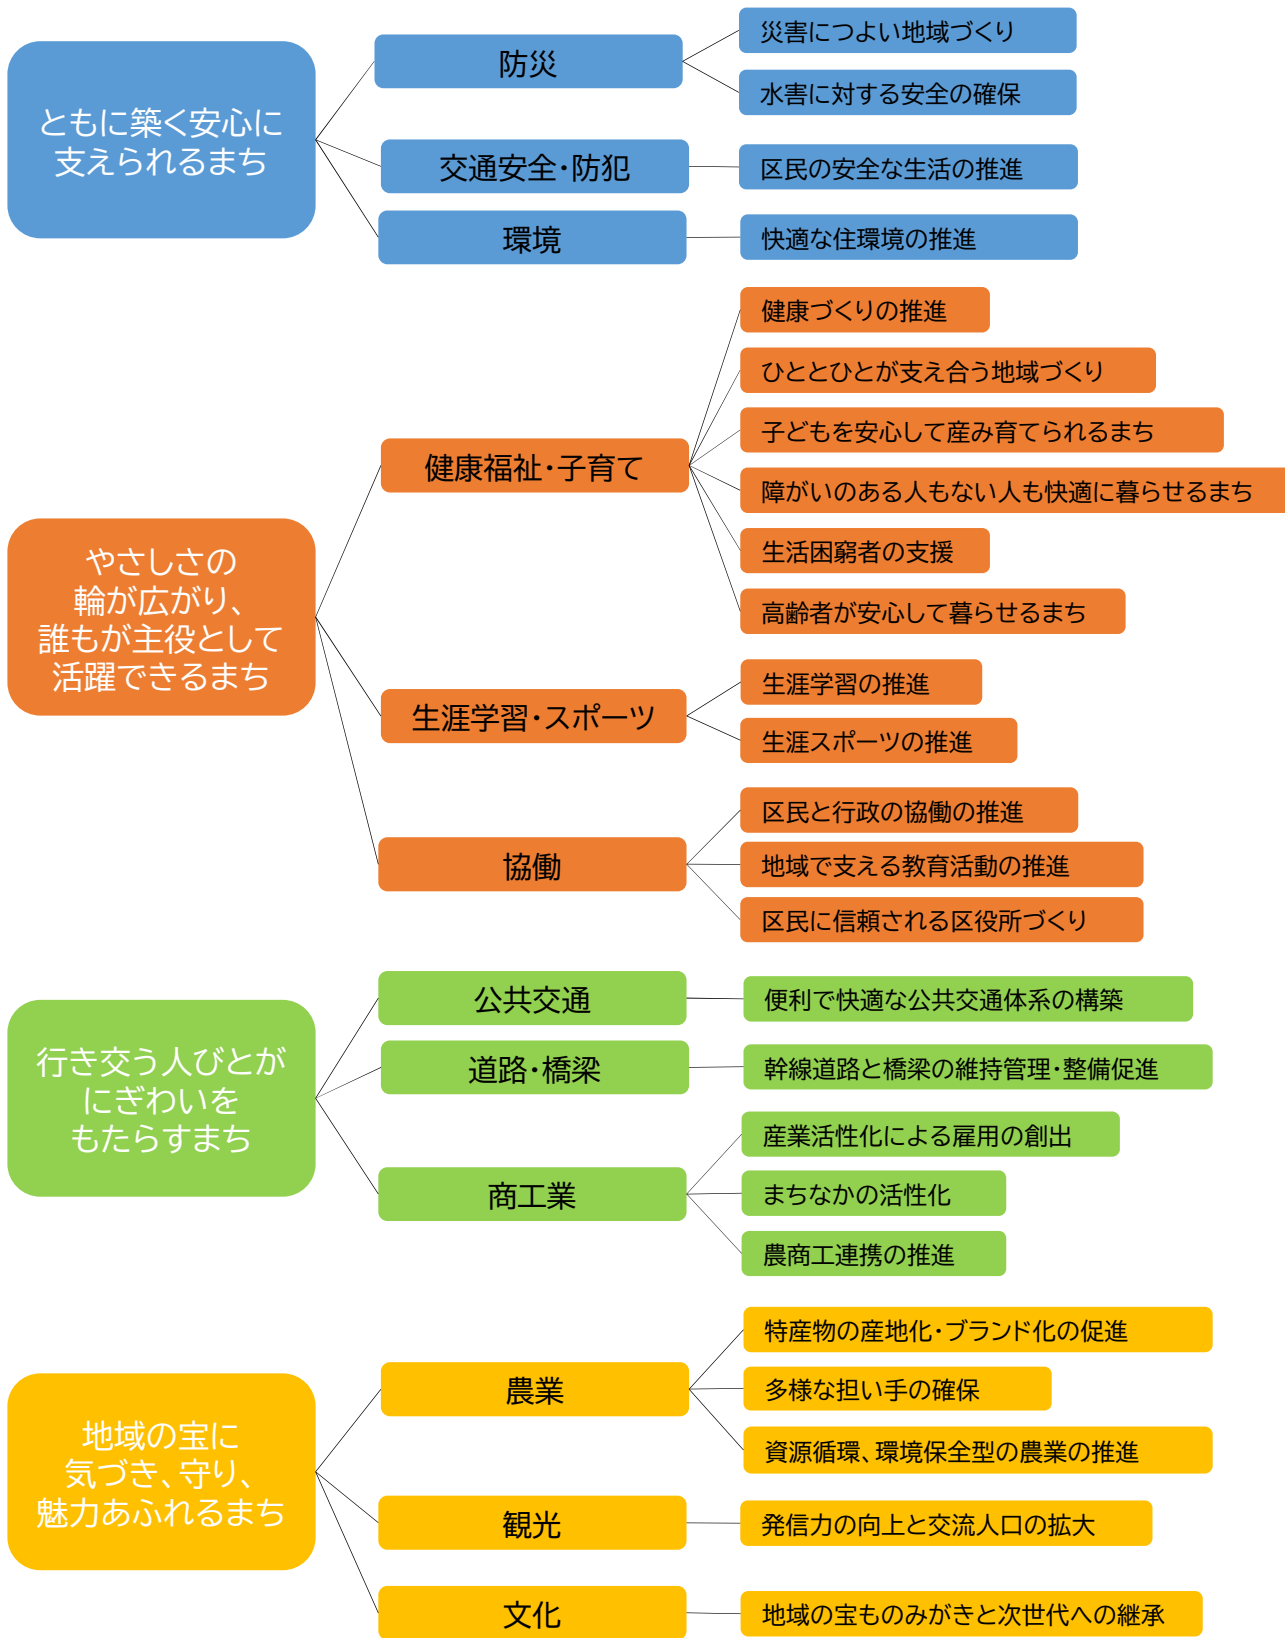 ともに築く安心に
支えられるまち
防災
災害につよい地域づくり
水害に対する安全の確保
交通安全・防犯
区民の安全な生活の推進
環境
快適な住環境の推進
やさしさの
輪が広がり、
誰もが主役として
活躍できるまち
健康福祉・子育て
健康づくりの推進
ひととひとが支え合う地域づくり
子どもを安心して産み育てられるまち
障がいのある人もない人も快適に暮らせるまち
生活困窮者の支援
高齢者が安心して暮らせるまち
生涯学習・スポーツ
生涯学習の推進
生涯スポーツの推進
協働
区民と行政の協働の推進
地域で支える教育活動の推進
区民に信頼される区役所づくり
行き交う人びとが
にぎわいを
もたらすまち
公共交通
便利で快適な公共交通体系の構築
道路・橋梁
幹線道路と橋梁の維持管理・整備促進
商工業
産業活性化による雇用の創出
まちなかの活性化
農商工連携の推進
地域の宝に
気づき、守り、
魅力あふれるまち
農業
特産物の産地化・ブランド化の促進
多様な担い手の確保
資源循環、環境保全型の農業の推進
観光
発信力の向上と交流人口の拡大
文化
地域の宝ものみがきと次世代への継承